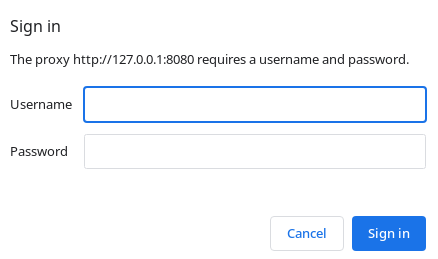 Sign in
The proxy http://127.0.0.1:8080 requires a username and password.
Username
Password
Cancel Sign in